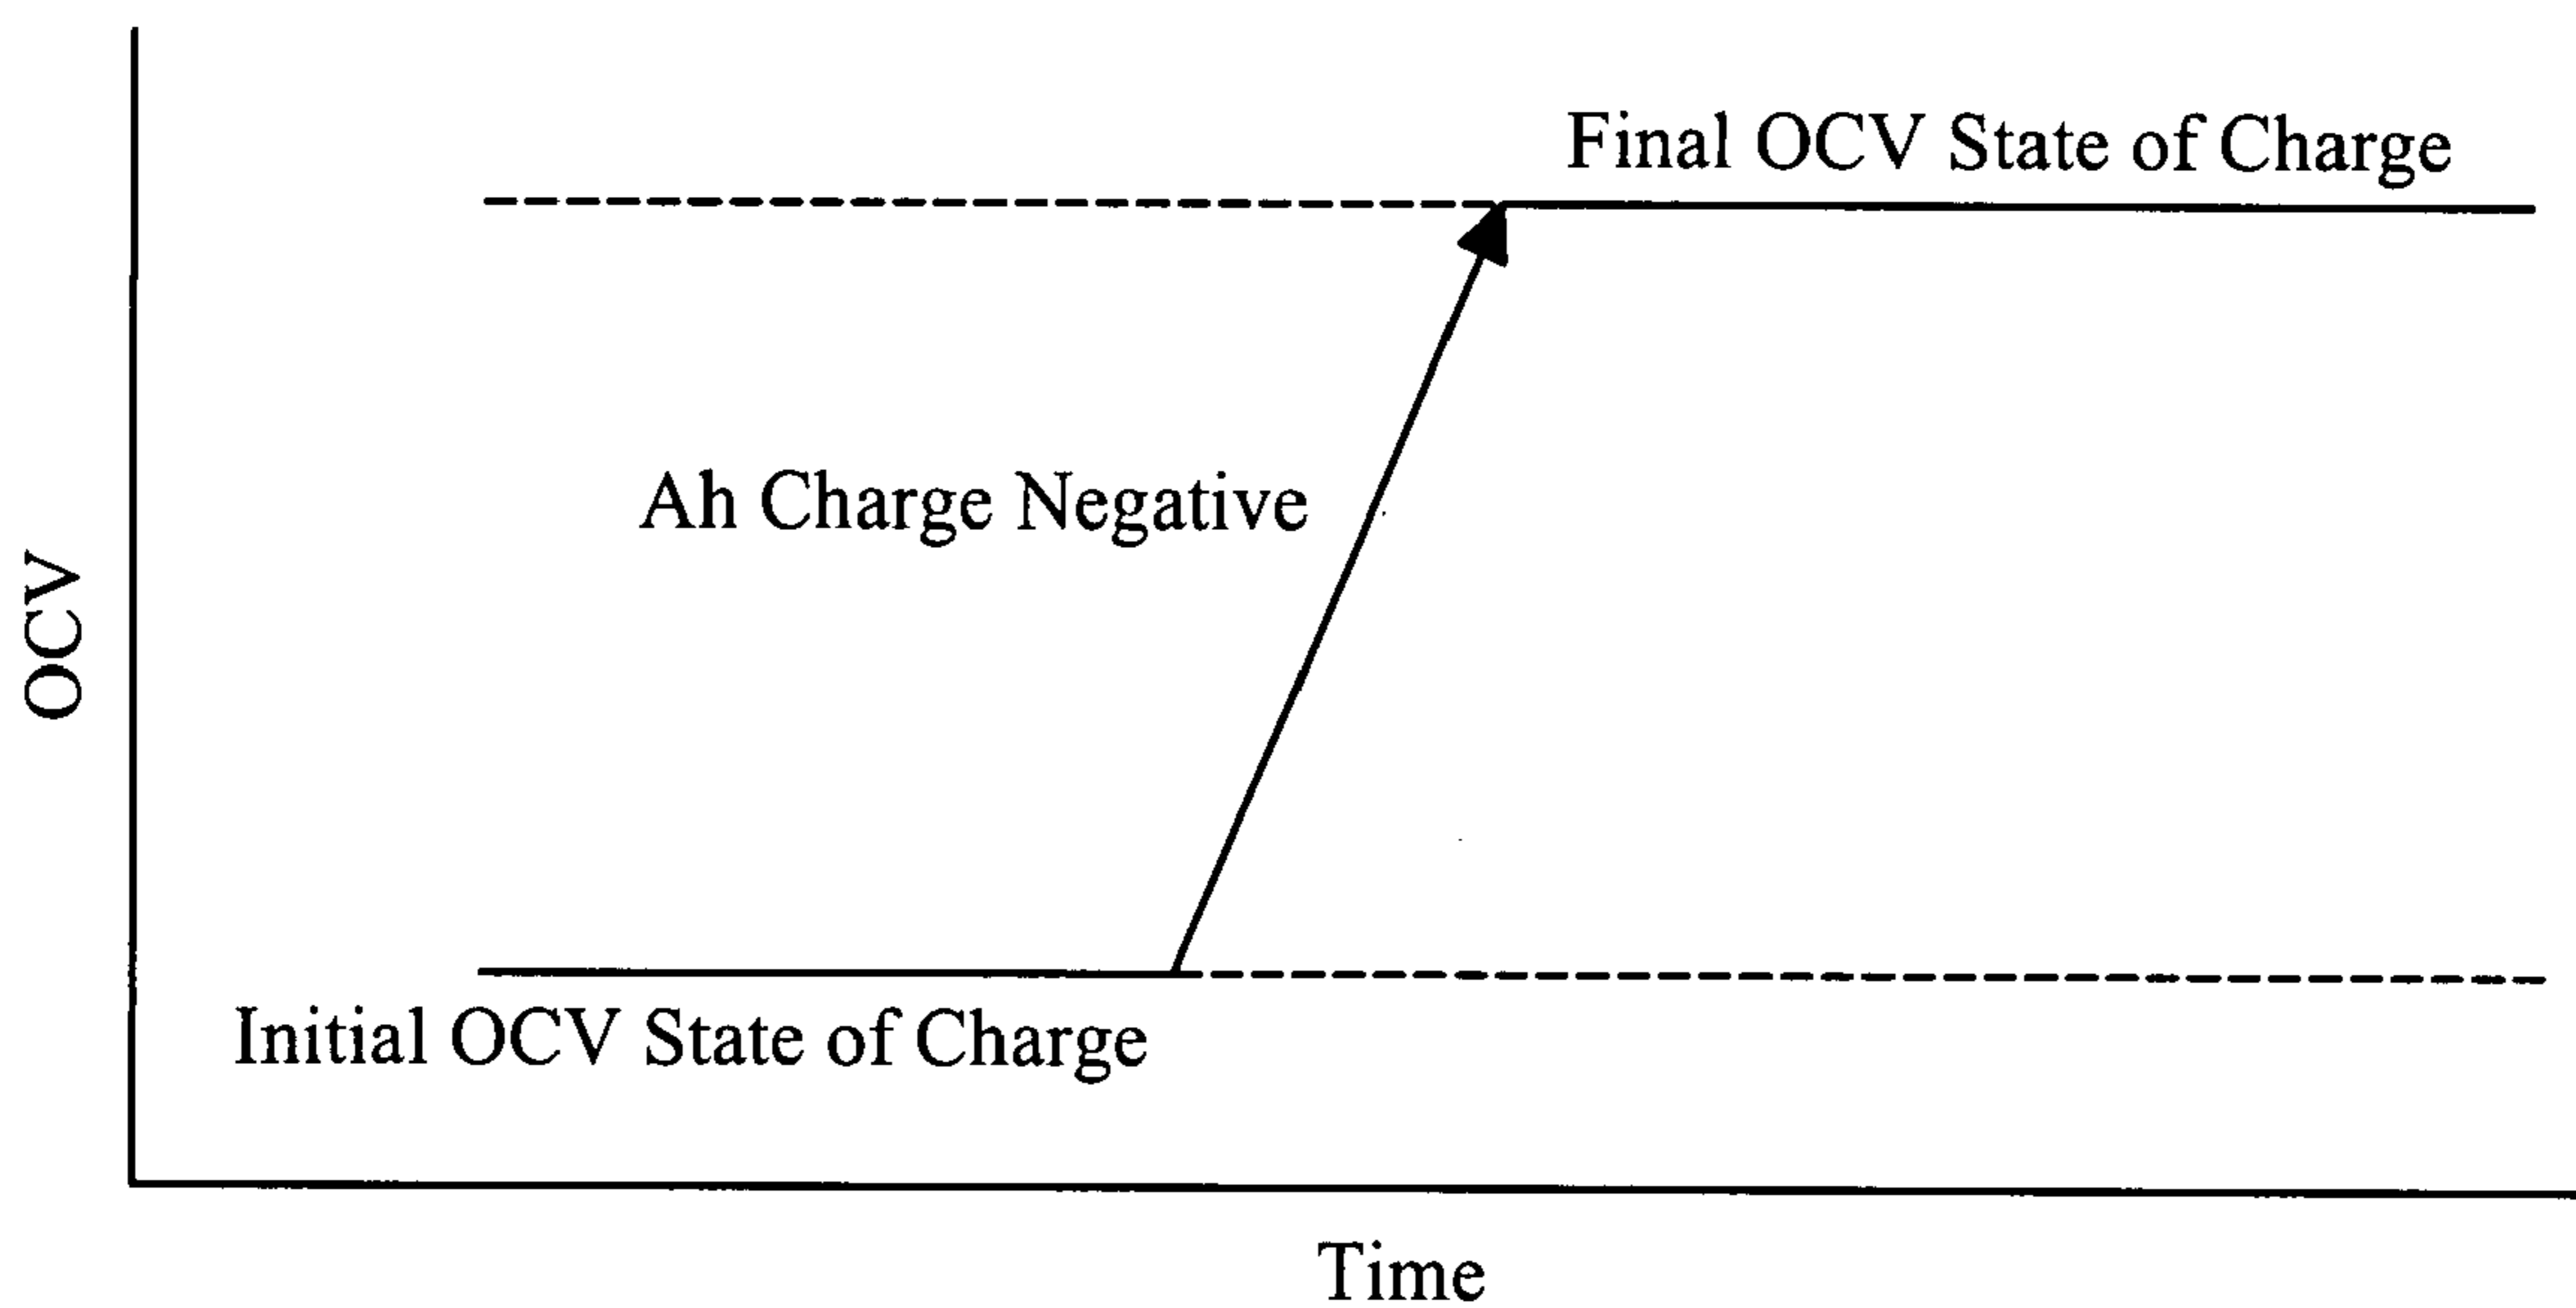 Final OCV State of Charge
Ah Charge Negative
OCV
Initial OCV State of Charge
Time